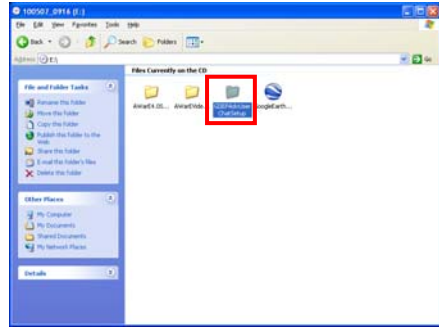 100507_0916 (E:)
File Edit View Favorites Tools Help
Back Search Folders
Address E:\ Go
Files Currently on the CD
File and Folder Tasks
Rename this folder
Move this folder
Copy this folder
Publish this folder to the
Web
Share this folder
E-mail this folder's files
Delete this folder
Other Places
My Computer
My Documents
Shared Documents
My Network Places
Details
ChatSetup